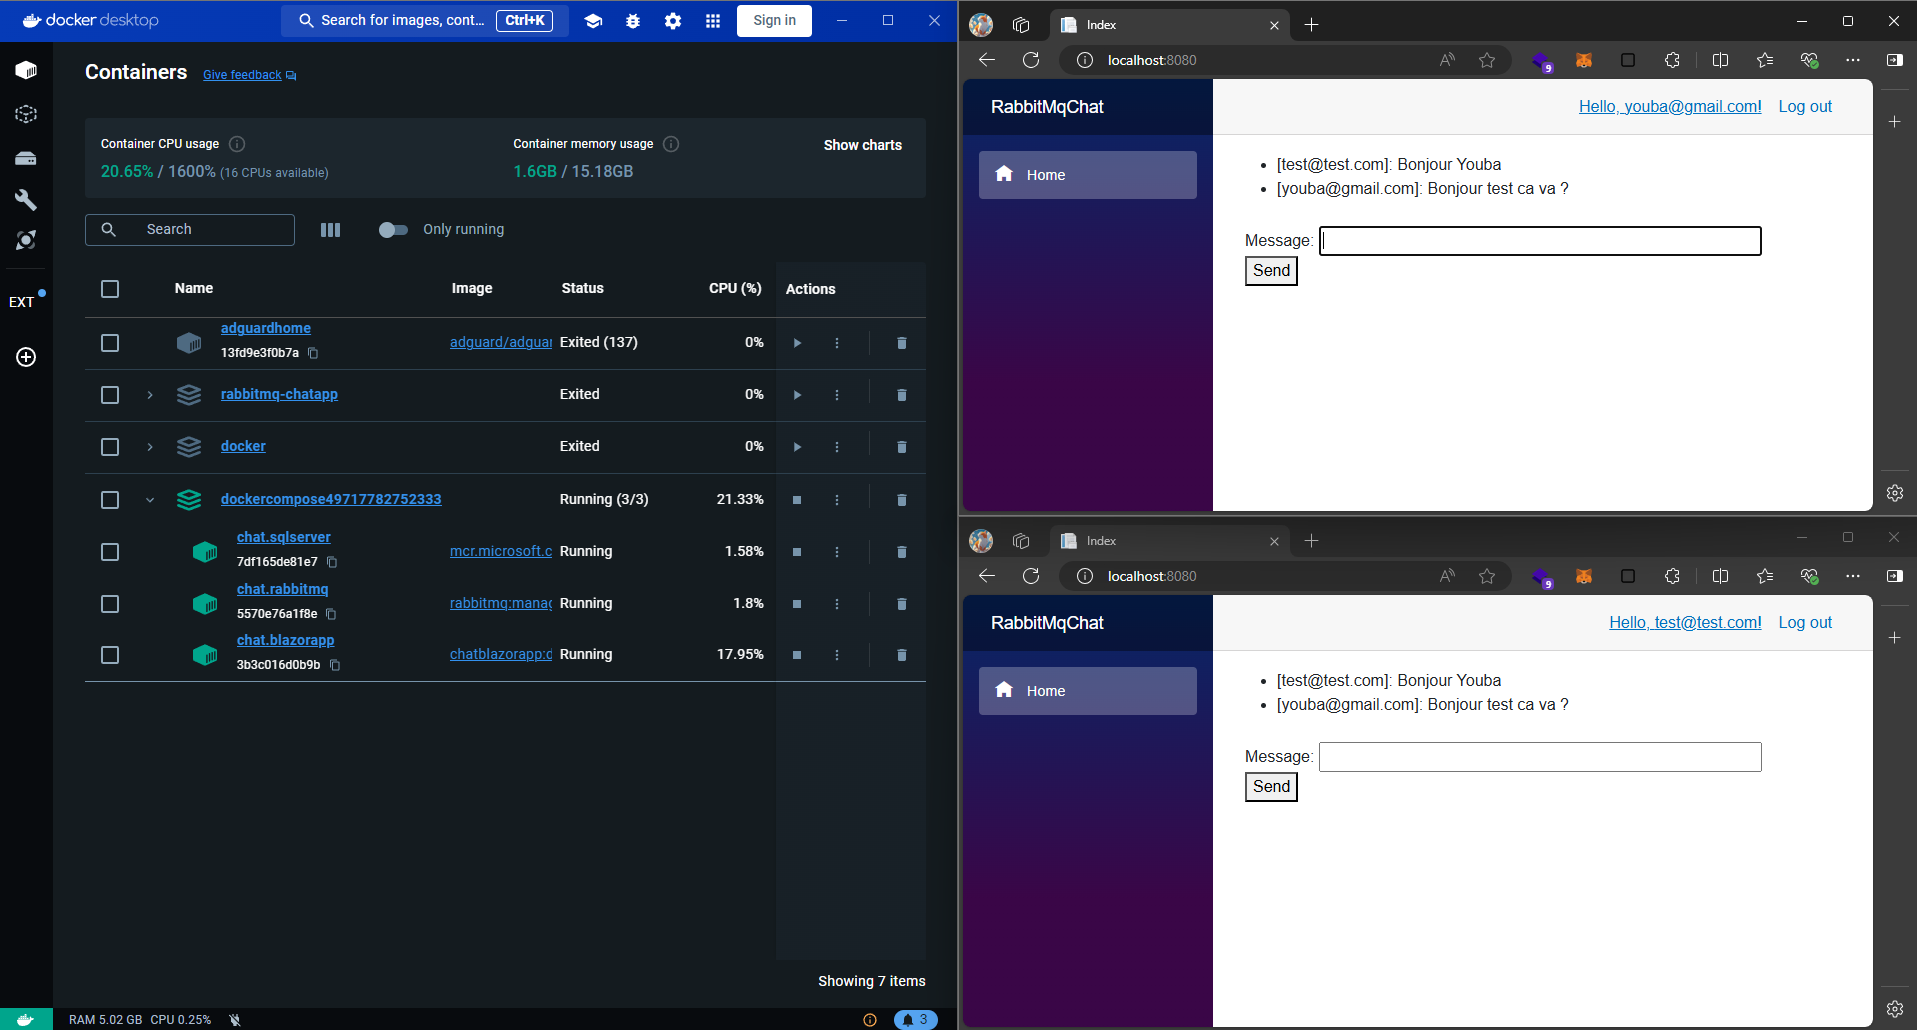 docker desktop
Search for images, cont... Ctrl+K
Sign in
Containers Give feedback
Container CPU usage
20.65% / 1600% (16 CPUs available)
Container memory usage
1.6GB / 15.18GB
Show charts
Search
Only running
Name Image Status CPU (%) Actions
adguardhome
13fd9e3f0b7a
adguard/adguar Exited (137) 0%
rabbitmq-chatapp Exited 0%
docker Exited 0%
dockercompose49717782752333 Running (3/3) 21.33%
chat.sqlserver
7df165de81e7
mcr.microsoft.c Running 1.58%
chat.rabbitmq
5570e76a1f8e
rabbitmq:manag Running 1.8%
chat.blazorapp
3b3c016d0b9b
chatblazorapp:d Running 17.95%
Showing 7 items
EXT
RAM 5.02 GB CPU 0.25%
3
Index
localhost:8080
9
RabbitMqChat
Hello, youba@gmail.com! Log out
Home
[test@test.com]: Bonjour Youba
[youba@gmail.com]: Bonjour test ca va ?
Message:
Send
Index
localhost:8080
9
RabbitMqChat
Hello, test@test.com! Log out
Home
[test@test.com]: Bonjour Youba
[youba@gmail.com]: Bonjour test ca va ?
Message:
Send